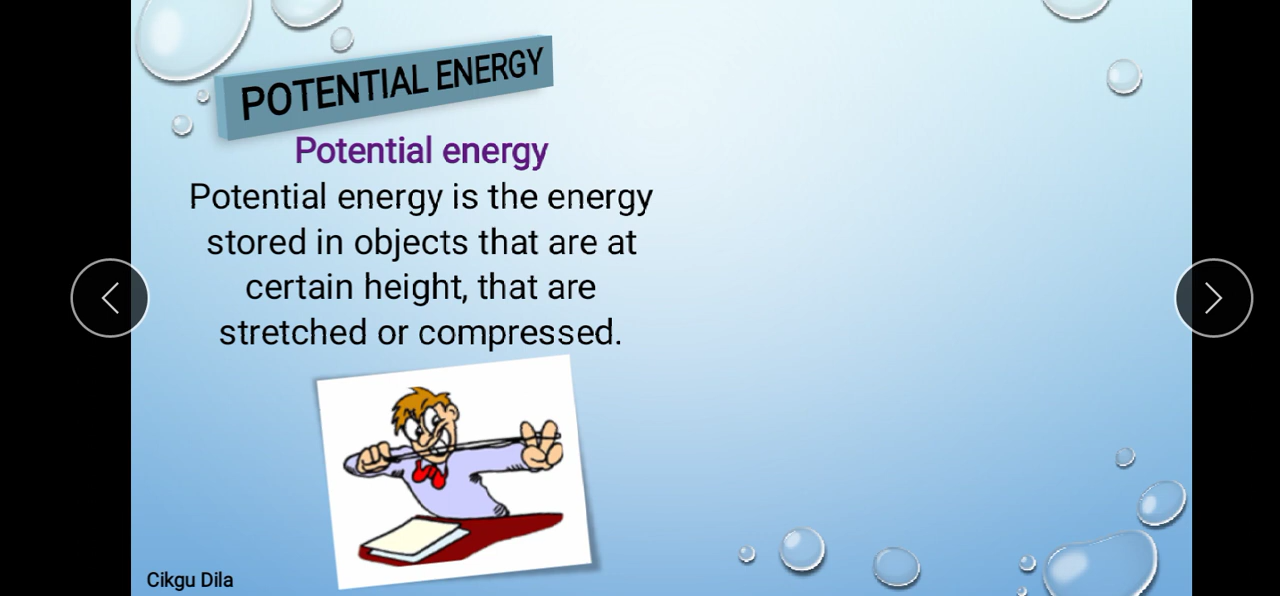 POTENTIAL ENERGY
Potential energy
Potential energy is the energy
stored in objects that are at
certain height, that are
stretched or compressed.
Cikgu Dila